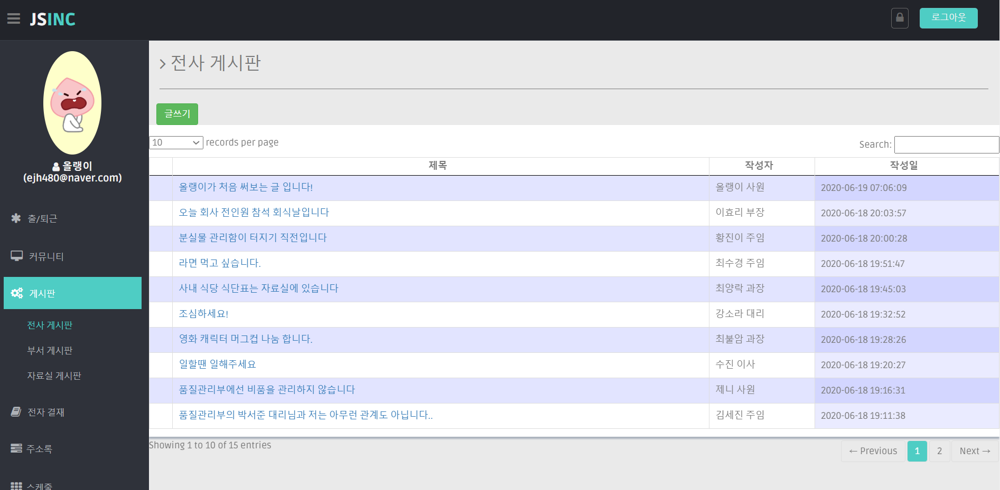 JSINC
로그아웃
올랭이
(ejh480@naver.com)
출/퇴근
커뮤니티
게시판
전사 게시판
부서 게시판
자료실 게시판
전자 결재
주소록
스케줄
전사 게시판
글쓰기
10 records per page
Search:
제목 작성자 작성일
올랭이가 처음 써보는 글 입니다! 올랭이 사원 2020-06-19 07:06:09
오늘 회사 전인원 참석 회식날입니다 이효리 부장 2020-06-18 20:03:57
분실물 관리함이 터지기 직전입니다 황진이 주임 2020-06-18 20:00:28
라면 먹고 싶습니다. 최수경 주임 2020-06-18 19:51:47
사내 식당 식단표는 자료실에 있습니다 최양락 과장 2020-06-18 19:45:03
조심하세요! 강소라 대리 2020-06-18 19:32:52
영화 캐릭터 머그컵 나눔 합니다. 최불암 과장 2020-06-18 19:28:26
일할땐 일해주세요 수진 이사 2020-06-18 19:20:27
품질관리부에선 비품을 관리하지 않습니다 제니 사원 2020-06-18 19:16:31
품질관리부의 박서준 대리님과 저는 아무런 관계도 아닙니다.. 김세진 주임 2020-06-18 19:11:38
Showing 1 to 10 of 15 entries
← Previous 1 2 Next →